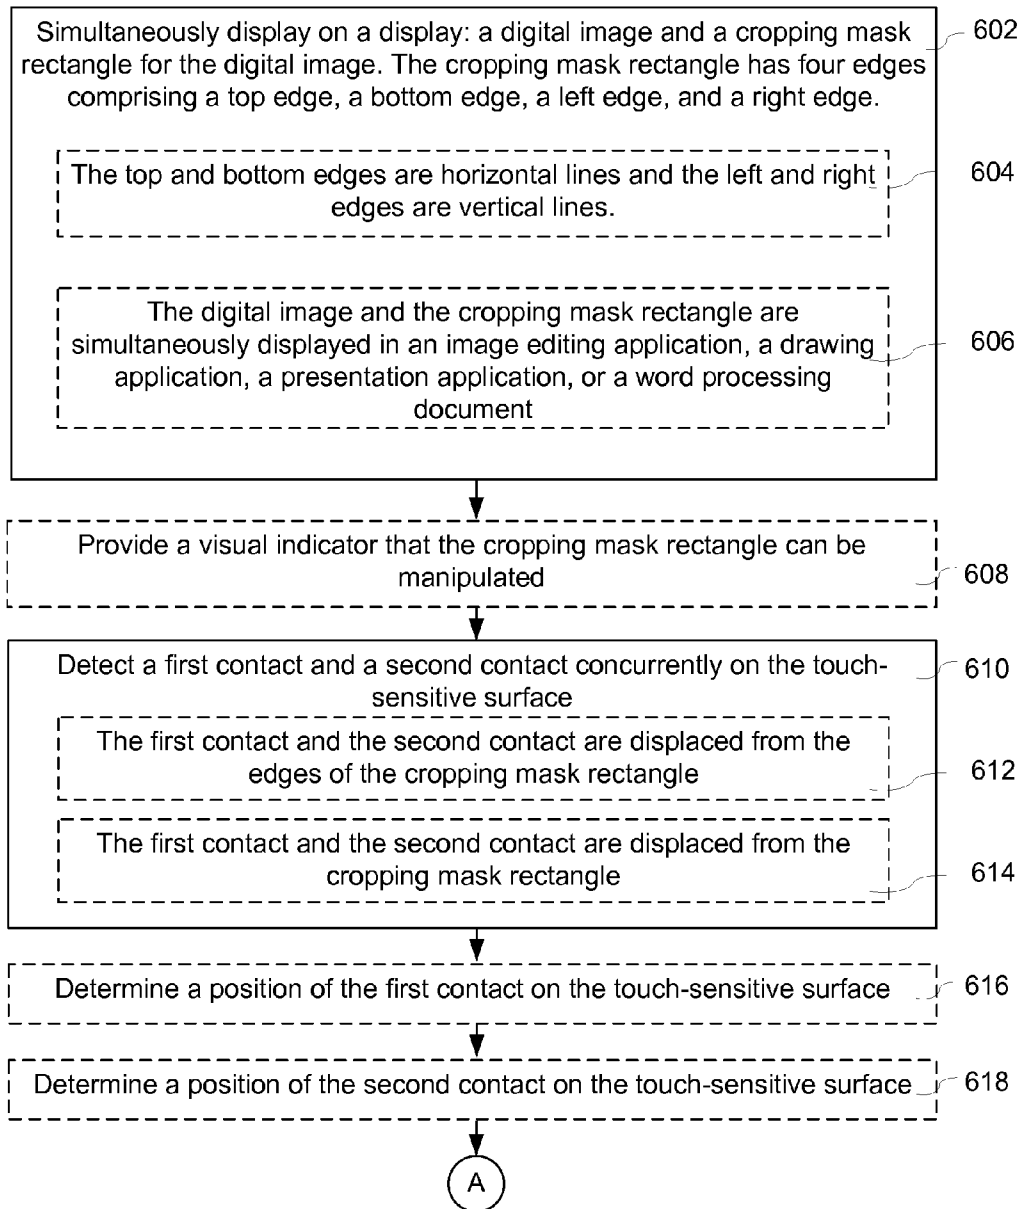 Simultaneously display on a display: a digital image and a cropping mask
rectangle for the digital image. The cropping mask rectangle has four edges
comprising a top edge, a bottom edge, a left edge, and a right edge.
602
The top and bottom edges are horizontal lines and the left and right
edges are vertical lines.
604
The digital image and the cropping mask rectangle are
simultaneously displayed in an image editing application, a drawing
application, a presentation application, or a word processing
document
606
Provide a visual indicator that the cropping mask rectangle can be
manipulated
608
Detect a first contact and a second contact concurrently on the touch-
sensitive surface
610
The first contact and the second contact are displaced from the
edges of the cropping mask rectangle
612
The first contact and the second contact are displaced from the
cropping mask rectangle
614
Determine a position of the first contact on the touch-sensitive surface
616
Determine a position of the second contact on the touch-sensitive surface
618
A